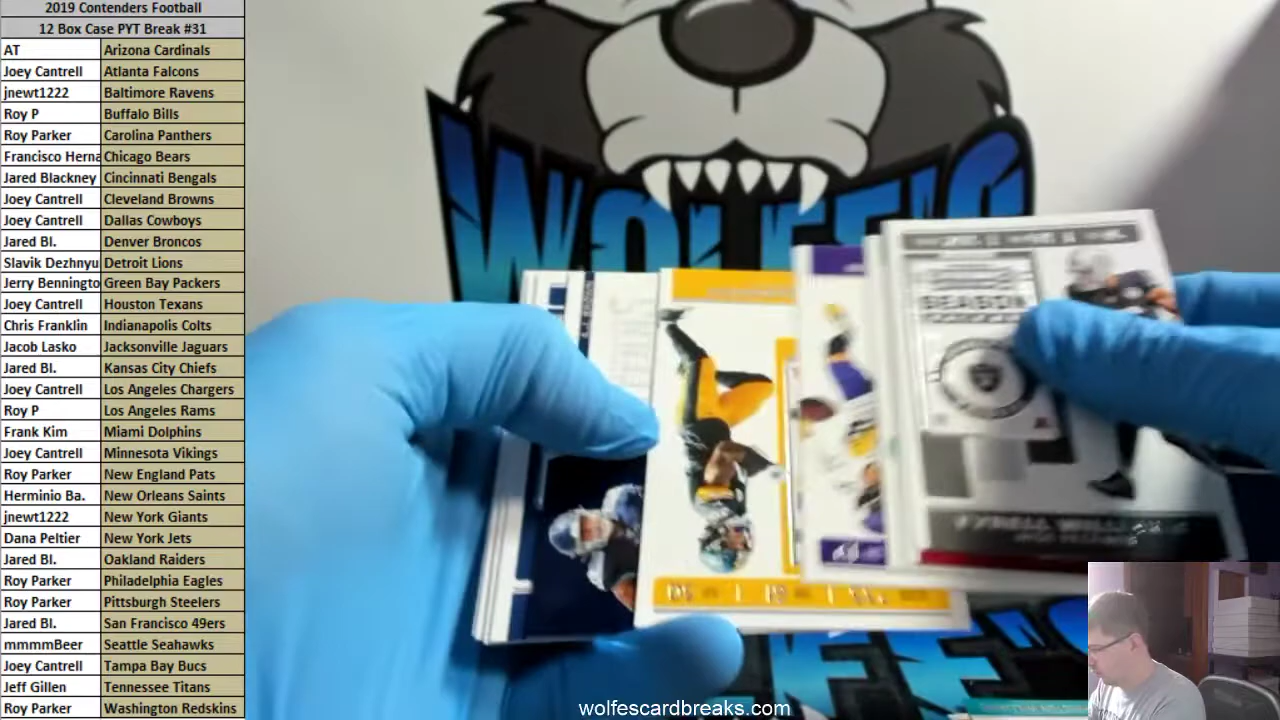 2019 Contenders Football
12 Box Case PYT Break #31
AT Arizona Cardinals
Joey Cantrell Atlanta Falcons
jnewt1222 Baltimore Ravens
Roy P Buffalo Bills
Roy Parker Carolina Panthers
Francisco Herna Chicago Bears
Jared Blackney Cincinnati Bengals
Joey Cantrell Cleveland Browns
Joey Cantrell Dallas Cowboys
Jared Bl. Denver Broncos
Slavik Dezhnyu Detroit Lions
Jerry Benningto Green Bay Packers
Joey Cantrell Houston Texans
Chris Franklin Indianapolis Colts
Jacob Lasko Jacksonville Jaguars
Jared Bl. Kansas City Chiefs
Joey Cantrell Los Angeles Chargers
Roy P Los Angeles Rams
Frank Kim Miami Dolphins
Joey Cantrell Minnesota Vikings
Roy Parker New England Pats
Herminio Ba. New Orleans Saints
jnewt1222 New York Giants
Dana Peltier New York Jets
Jared Bl. Oakland Raiders
Roy Parker Philadelphia Eagles
Roy Parker Pittsburgh Steelers
Jared Bl. San Francisco 49ers
mmmmBeer Seattle Seahawks
Joey Cantrell Tampa Bay Bucs
Jeff Gillen Tennessee Titans
Roy Parker Washington Redskins
WOLFE'S
SEASON
wolfescardbreaks.com